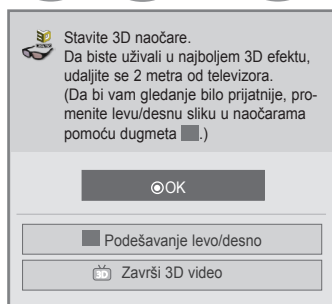 Stavite 3D naočare.
Da biste uživali u najboljem 3D efektu,
udaljite se 2 metra od televizora.
(Da bi vam gledanje bilo prijatnije, pro-
menite levu/desnu sliku u naočarama
pomoću dugmeta .)
OK
Podešavanje levo/desno
3D Završi 3D video